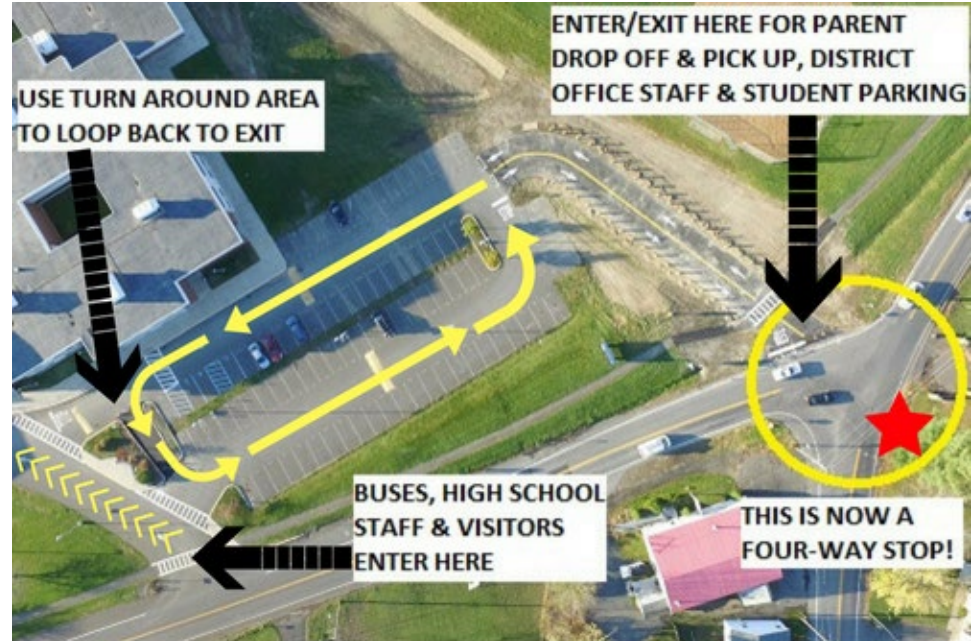 ENTER/EXIT HERE FOR PARENT
DROP OFF & PICK UP, DISTRICT
OFFICE STAFF & STUDENT PARKING
USE TURN AROUND AREA
TO LOOP BACK TO EXIT
BUSES, HIGH SCHOOL
STAFF & VISITORS
ENTER HERE
THIS IS NOW A
FOUR-WAY STOP!